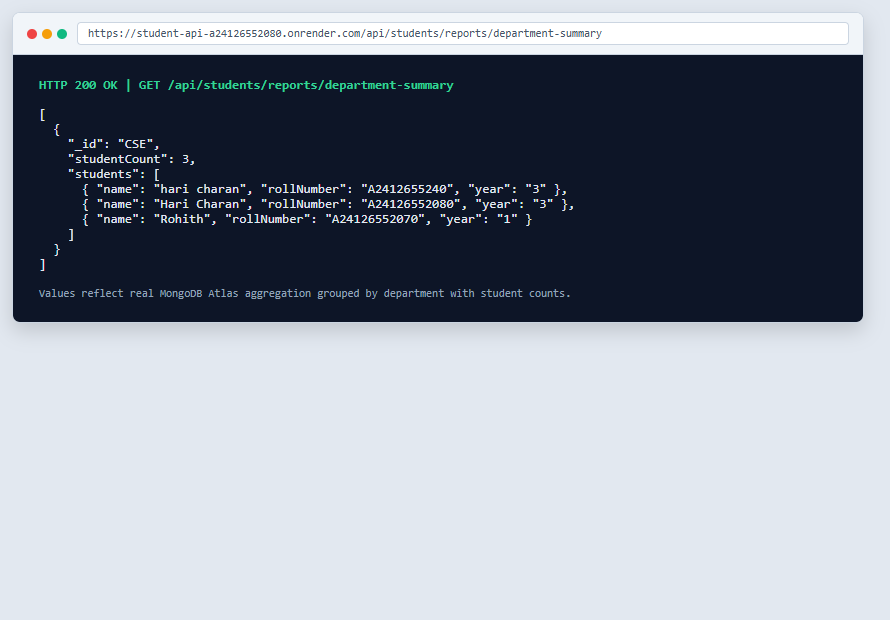 https://student-api-a24126552080.onrender.com/api/students/reports/department-summary
HTTP 200 OK | GET /api/students/reports/department-summary
[
  {
    "_id": "CSE",
    "studentCount": 3,
    "students": [
      { "name": "hari charan", "rollNumber": "A2412655240", "year": "3" },
      { "name": "Hari Charan", "rollNumber": "A24126552080", "year": "3" },
      { "name": "Rohith", "rollNumber": "A24126552070", "year": "1" }
    ]
  }
]
Values reflect real MongoDB Atlas aggregation grouped by department with student counts.